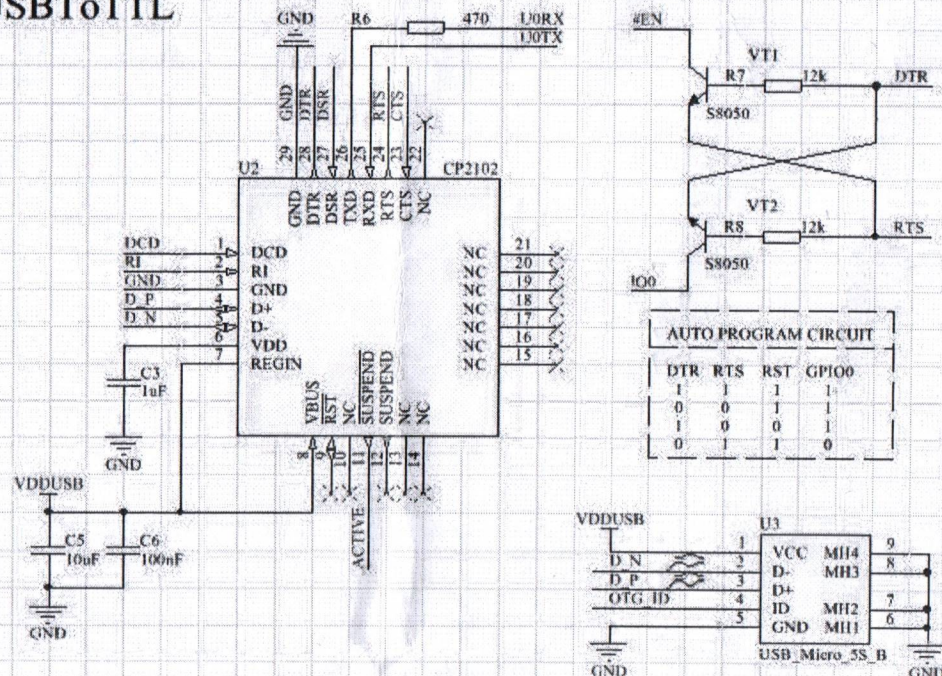 USBToTTL
GND
R6
470
U0RX
U0TX
GND
DTR
DSR
RTS
CTS
29
28
27
26
25
24
23
22
U2
CP2102
GND
DTR
DSR
TXD
RXD
RTS
CTS
NC
DCD
1
DCD
RI
2
RI
GND
3
GND
D_P
4
D+
D_N
5
D-
6
VDD
7
REGIN
NC
21
NC
20
NC
19
NC
18
NC
17
NC
16
NC
15
VBUS
RST
NC
SUSPEND
SUSPEND
NC
NC
8
9
10
11
12
13
14
ACTIVE
C3
1uF
GND
VDDUSB
C5
10uF
C6
100nF
GND
#EN
VT1
R7
12k
DTR
S8050
VT2
R8
12k
RTS
S8050
IO0
AUTO PROGRAM CIRCUIT
DTR RTS RST GPIO0
1 1 1 1
0 0 1 1
1 0 0 1
0 1 1 0
VDDUSB
U3
1
VCC
D_N
2
D-
D_P
3
D+
OTG_ID
4
ID
5
GND
MH4
9
MH3
8
MH2
7
MH1
6
USB_Micro_5S_B
GND
GND